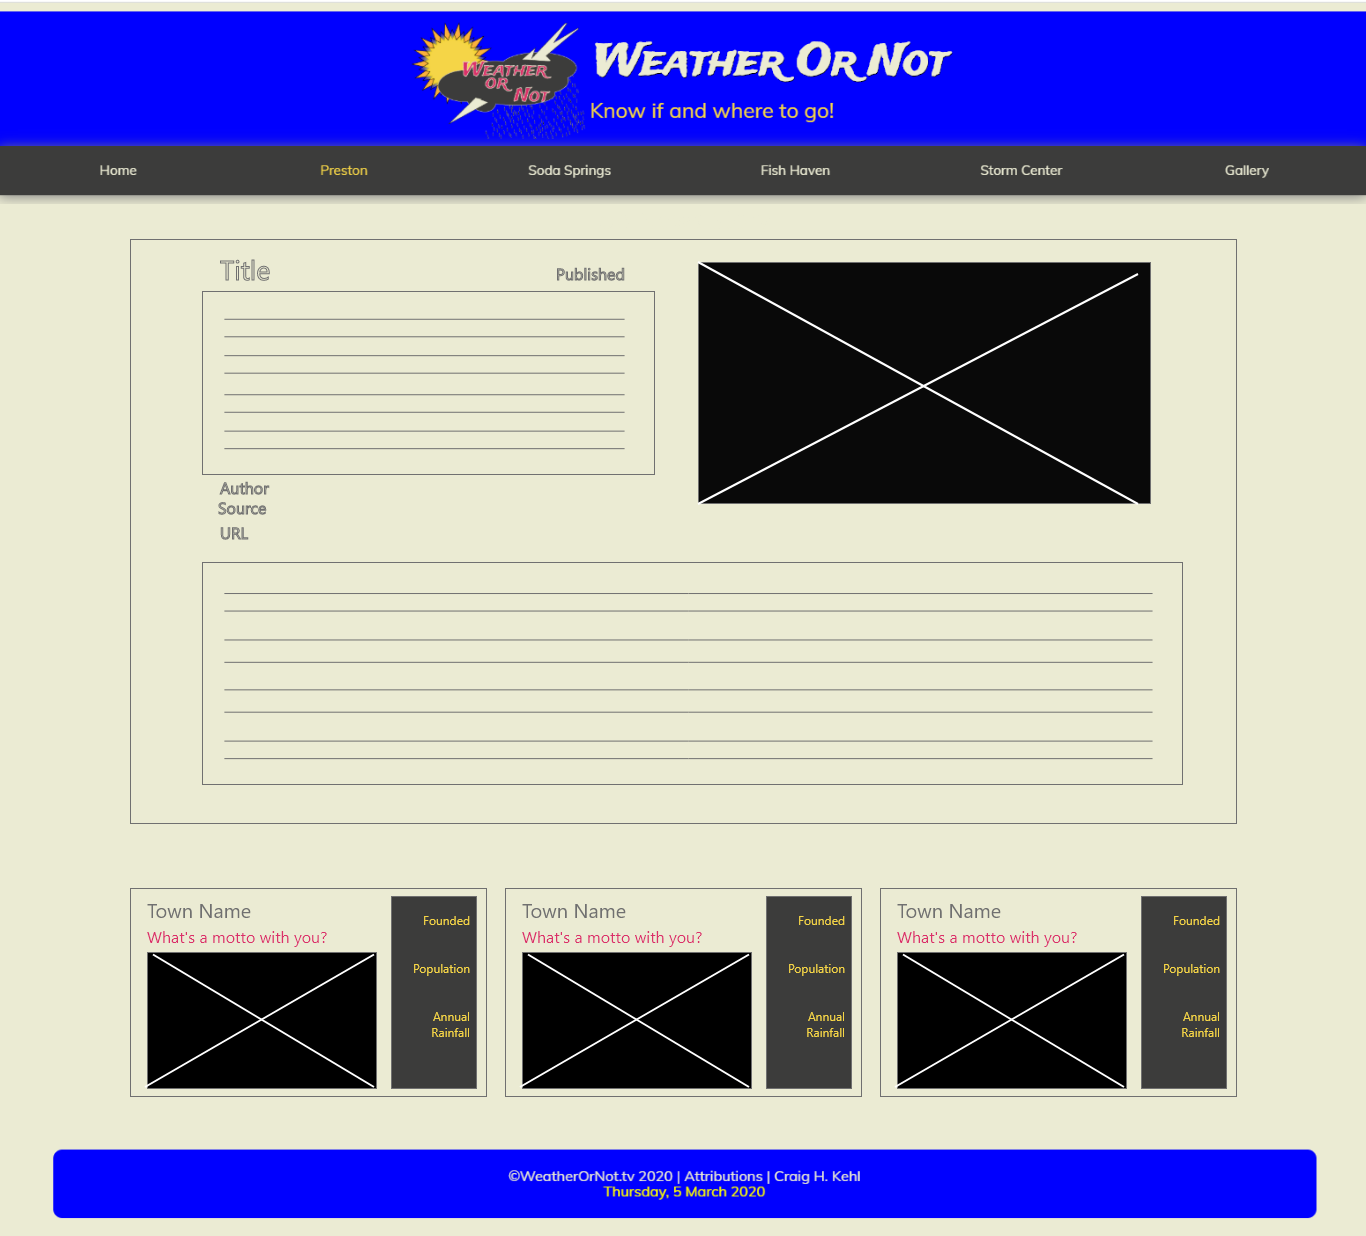 WEATHER
OR
NOT
WEATHER OR NOT
Know if and where to go!
Home
Preston
Soda Springs
Fish Haven
Storm Center
Gallery
Title
Published
Author
Source
URL
Town Name
What's a motto with you?
Founded
Population
Annual
Rainfall
Town Name
What's a motto with you?
Founded
Population
Annual
Rainfall
Town Name
What's a motto with you?
Founded
Population
Annual
Rainfall
©WeatherOrNot.tv 2020 | Attributions | Craig H. Kehl
Thursday, 5 March 2020